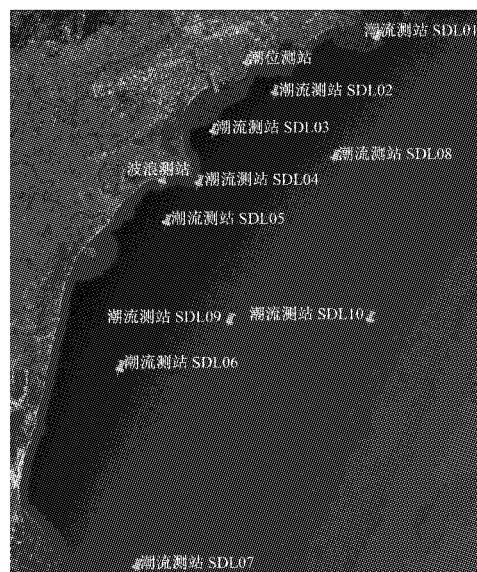 潮流测站 SDL01
潮位测站
潮流测站 SDL02
潮流测站 SDL03
潮流测站 SDL08
波浪测站
潮流测站 SDL04
潮流测站 SDL05
潮流测站 SDL09
潮流测站 SDL10
潮流测站 SDL06
潮流测站 SDL07